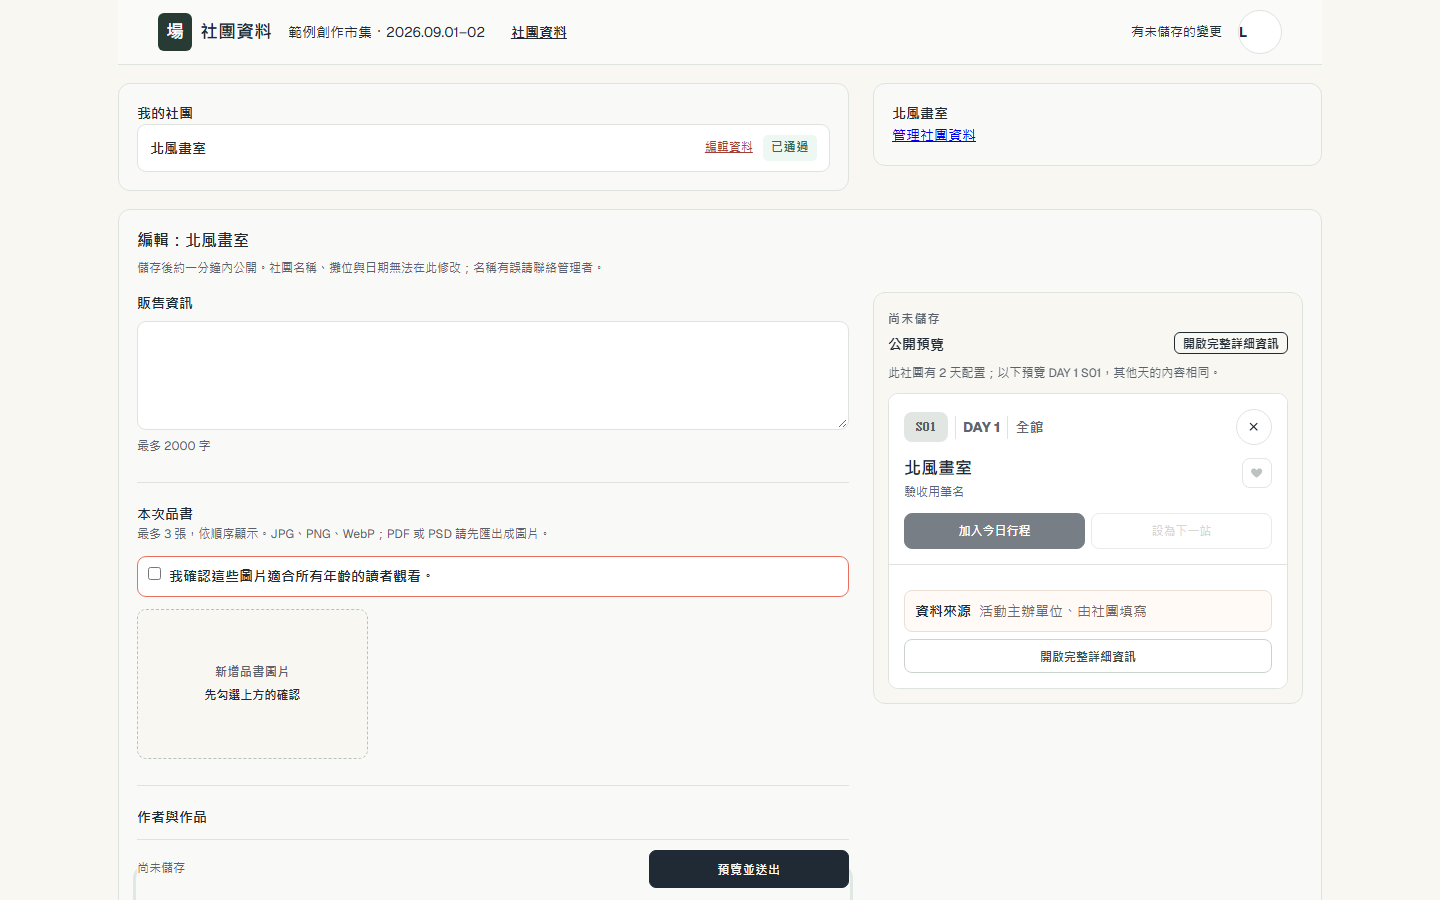 場 社團資料 範例創作市集・2026.09.01–02 社團資料 有未儲存的變更 L
我的社團
北風畫室 編輯資料 已通過
北風畫室
管理社團資料
編輯：北風畫室
儲存後約一分鐘內公開。社團名稱、攤位與日期無法在此修改；名稱有誤請聯絡管理者。
販售資訊
最多 2000 字
本次品書
最多 3 張，依順序顯示。JPG、PNG、WebP；PDF 或 PSD 請先匯出成圖片。
我確認這些圖片適合所有年齡的讀者觀看。
新增品書圖片
先勾選上方的確認
作者與作品
尚未儲存
預覽並送出
尚未儲存
公開預覽 開啟完整詳細資訊
此社團有 2 天配置；以下預覽 DAY 1 S01，其他天的內容相同。
S01 DAY 1 全館 ×
北風畫室
驗收用筆名
加入今日行程 設為下一站
資料來源 活動主辦單位、由社團填寫
開啟完整詳細資訊